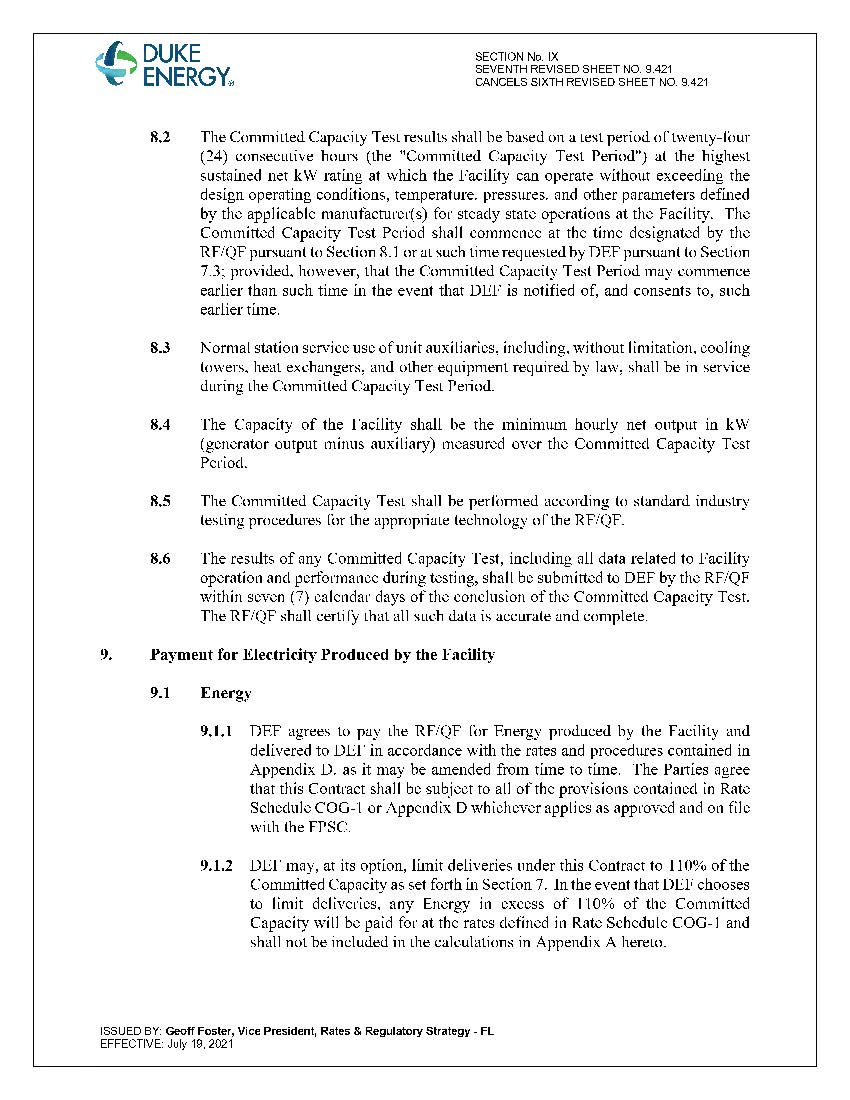 DUKE
ENERGY®
SECTION No. IX
SEVENTH REVISED SHEET NO. 9.421
CANCELS SIXTH REVISED SHEET NO. 9.421
8.2 The Committed Capacity Test results shall be based on a test period of twenty-four
(24) consecutive hours (the "Committed Capacity Test Period") at the highest
sustained net kW rating at which the Facility can operate without exceeding the
design operating conditions, temperature, pressures, and other parameters defined
by the applicable manufacturer(s) for steady state operations at the Facility. The
Committed Capacity Test Period shall commence at the time designated by the
RF/QF pursuant to Section 8.1 or at such time requested by DEF pursuant to Section
7.3; provided, however, that the Committed Capacity Test Period may commence
earlier than such time in the event that DEF is notified of, and consents to, such
earlier time.
8.3 Normal station service use of unit auxiliaries, including, without limitation, cooling
towers, heat exchangers, and other equipment required by law, shall be in service
during the Committed Capacity Test Period.
8.4 The Capacity of the Facility shall be the minimum hourly net output in kW
(generator output minus auxiliary) measured over the Committed Capacity Test
Period.
8.5 The Committed Capacity Test shall be performed according to standard industry
testing procedures for the appropriate technology of the RF/QF.
8.6 The results of any Committed Capacity Test, including all data related to Facility
operation and performance during testing, shall be submitted to DEF by the RF/QF
within seven (7) calendar days of the conclusion of the Committed Capacity Test.
The RF/QF shall certify that all such data is accurate and complete.
9. Payment for Electricity Produced by the Facility
9.1 Energy
9.1.1 DEF agrees to pay the RF/QF for Energy produced by the Facility and
delivered to DEF in accordance with the rates and procedures contained in
Appendix D, as it may be amended from time to time. The Parties agree
that this Contract shall be subject to all of the provisions contained in Rate
Schedule COG-1 or Appendix D whichever applies as approved and on file
with the FPSC.
9.1.2 DEF may, at its option, limit deliveries under this Contract to 110% of the
Committed Capacity as set forth in Section 7. In the event that DEF chooses
to limit deliveries, any Energy in excess of 110% of the Committed
Capacity will be paid for at the rates defined in Rate Schedule COG-1 and
shall not be included in the calculations in Appendix A hereto.
ISSUED BY: Geoff Foster, Vice President, Rates & Regulatory Strategy - FL
EFFECTIVE: July 19, 2021